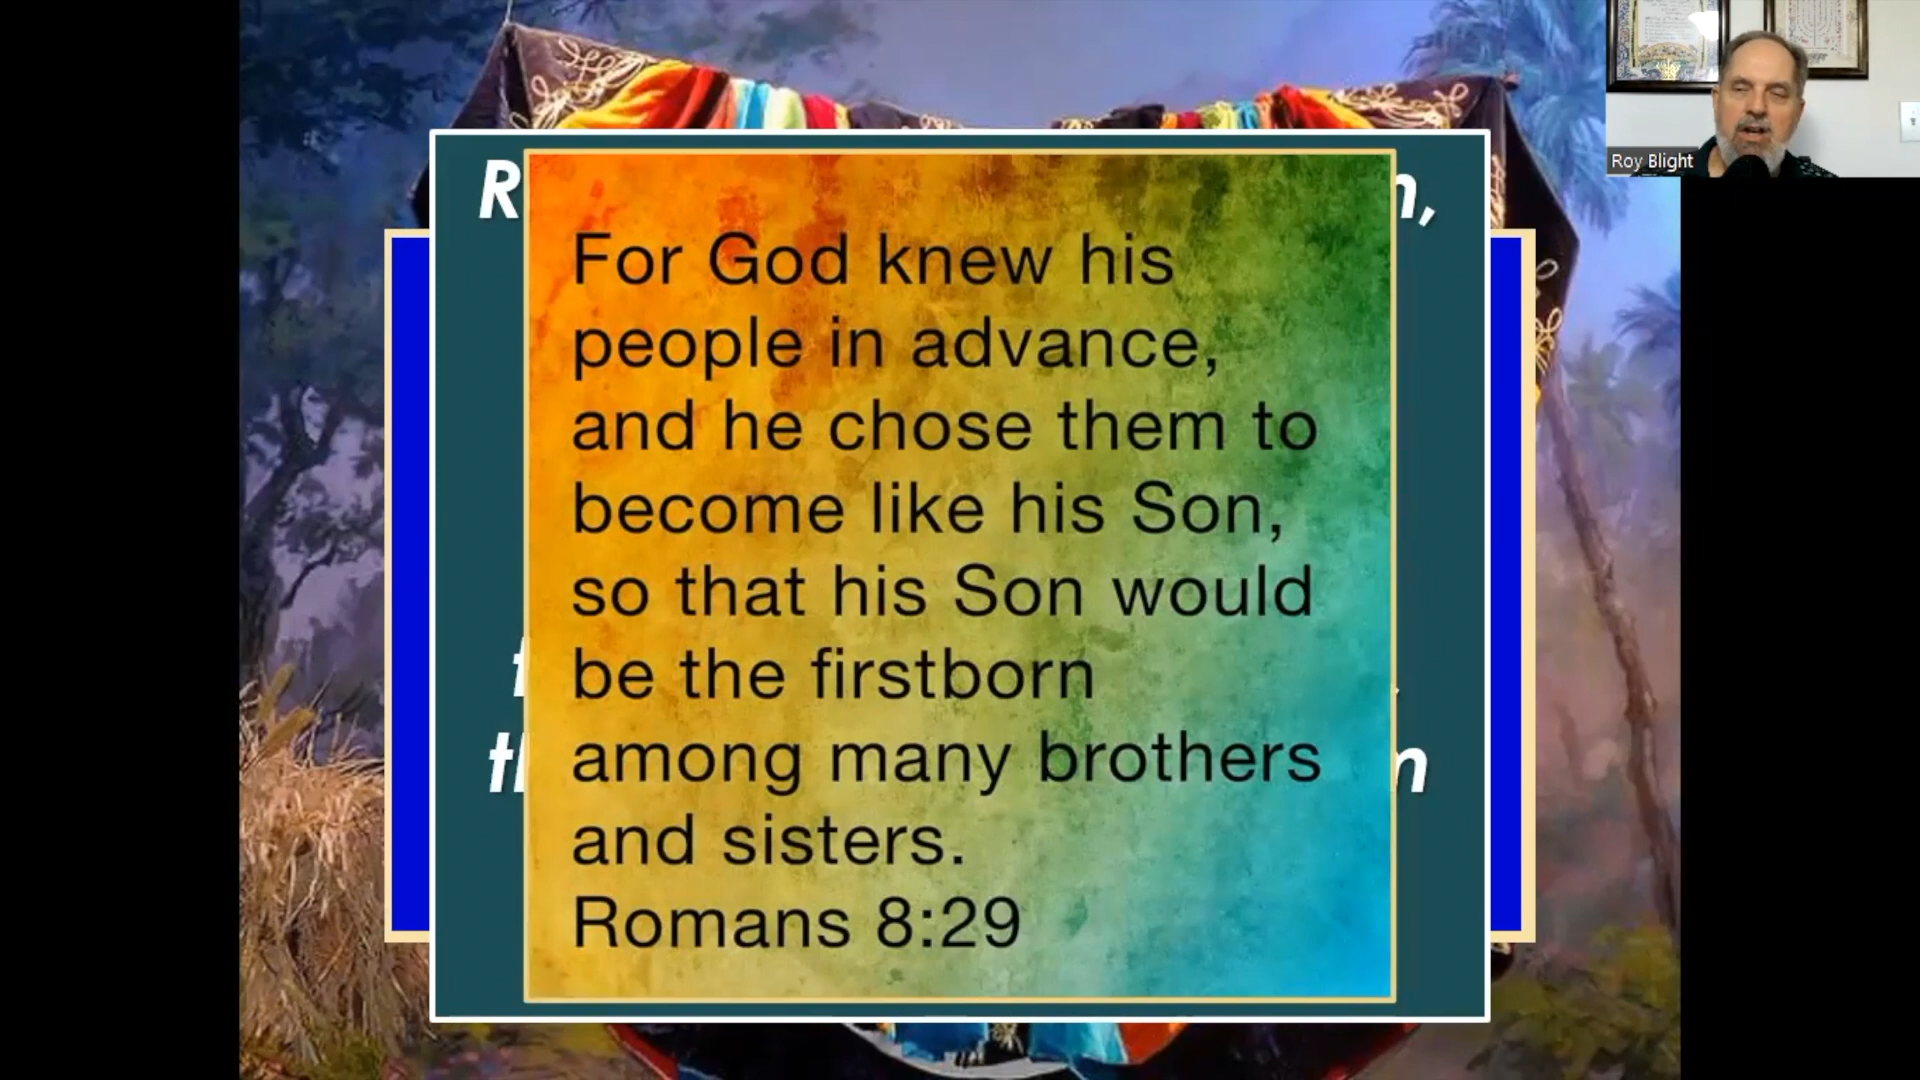 Roy Blight
For God knew his
people in advance,
and he chose them to
become like his Son,
so that his Son would
be the firstborn
among many brothers
and sisters.
Romans 8:29